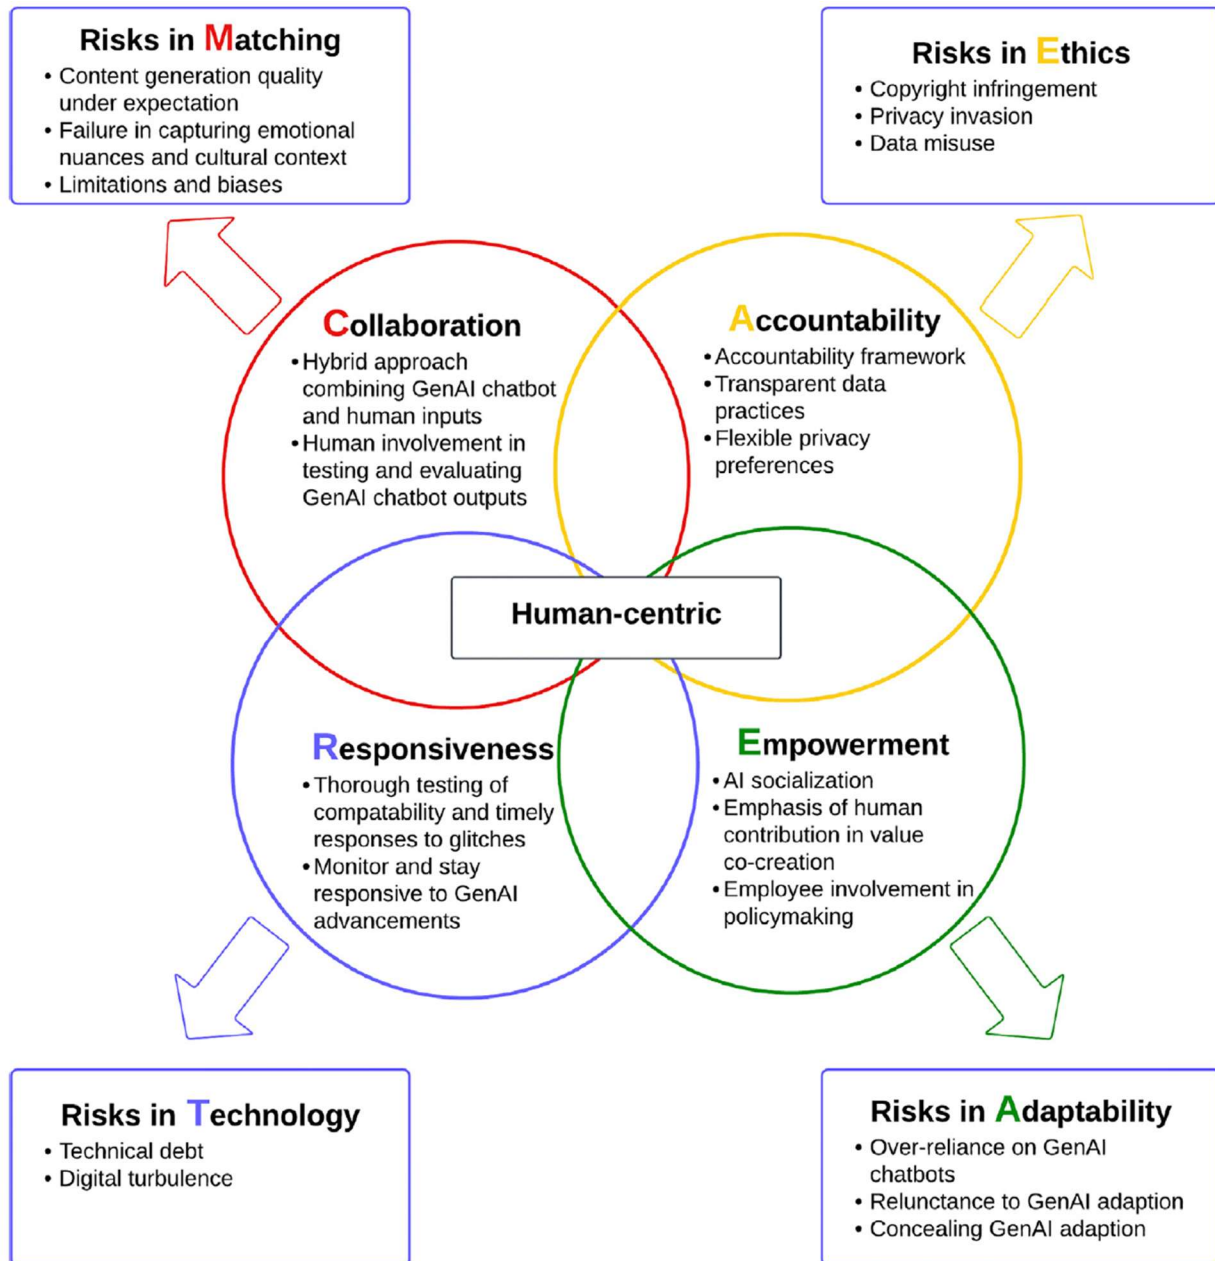 Risks in Matching
• Content generation quality
under expectation
• Failure in capturing emotional
nuances and cultural context
• Limitations and biases
Risks in Ethics
• Copyright infringement
• Privacy invasion
• Data misuse
Collaboration
• Hybrid approach
combining GenAI chatbot
and human inputs
• Human involvement in
testing and evaluating
GenAI chatbot outputs
Accountability
• Accountability framework
• Transparent data
practices
• Flexible privacy
preferences
Human-centric
Responsiveness
• Thorough testing of
compatability and timely
responses to glitches
• Monitor and stay
responsive to GenAI
advancements
Empowerment
• AI socialization
• Emphasis of human
contribution in value
co-creation
• Employee involvement in
policymaking
Risks in Technology
• Technical debt
• Digital turbulence
Risks in Adaptability
• Over-reliance on GenAI
chatbots
• Relunctance to GenAI adaption
• Concealing GenAI adaption